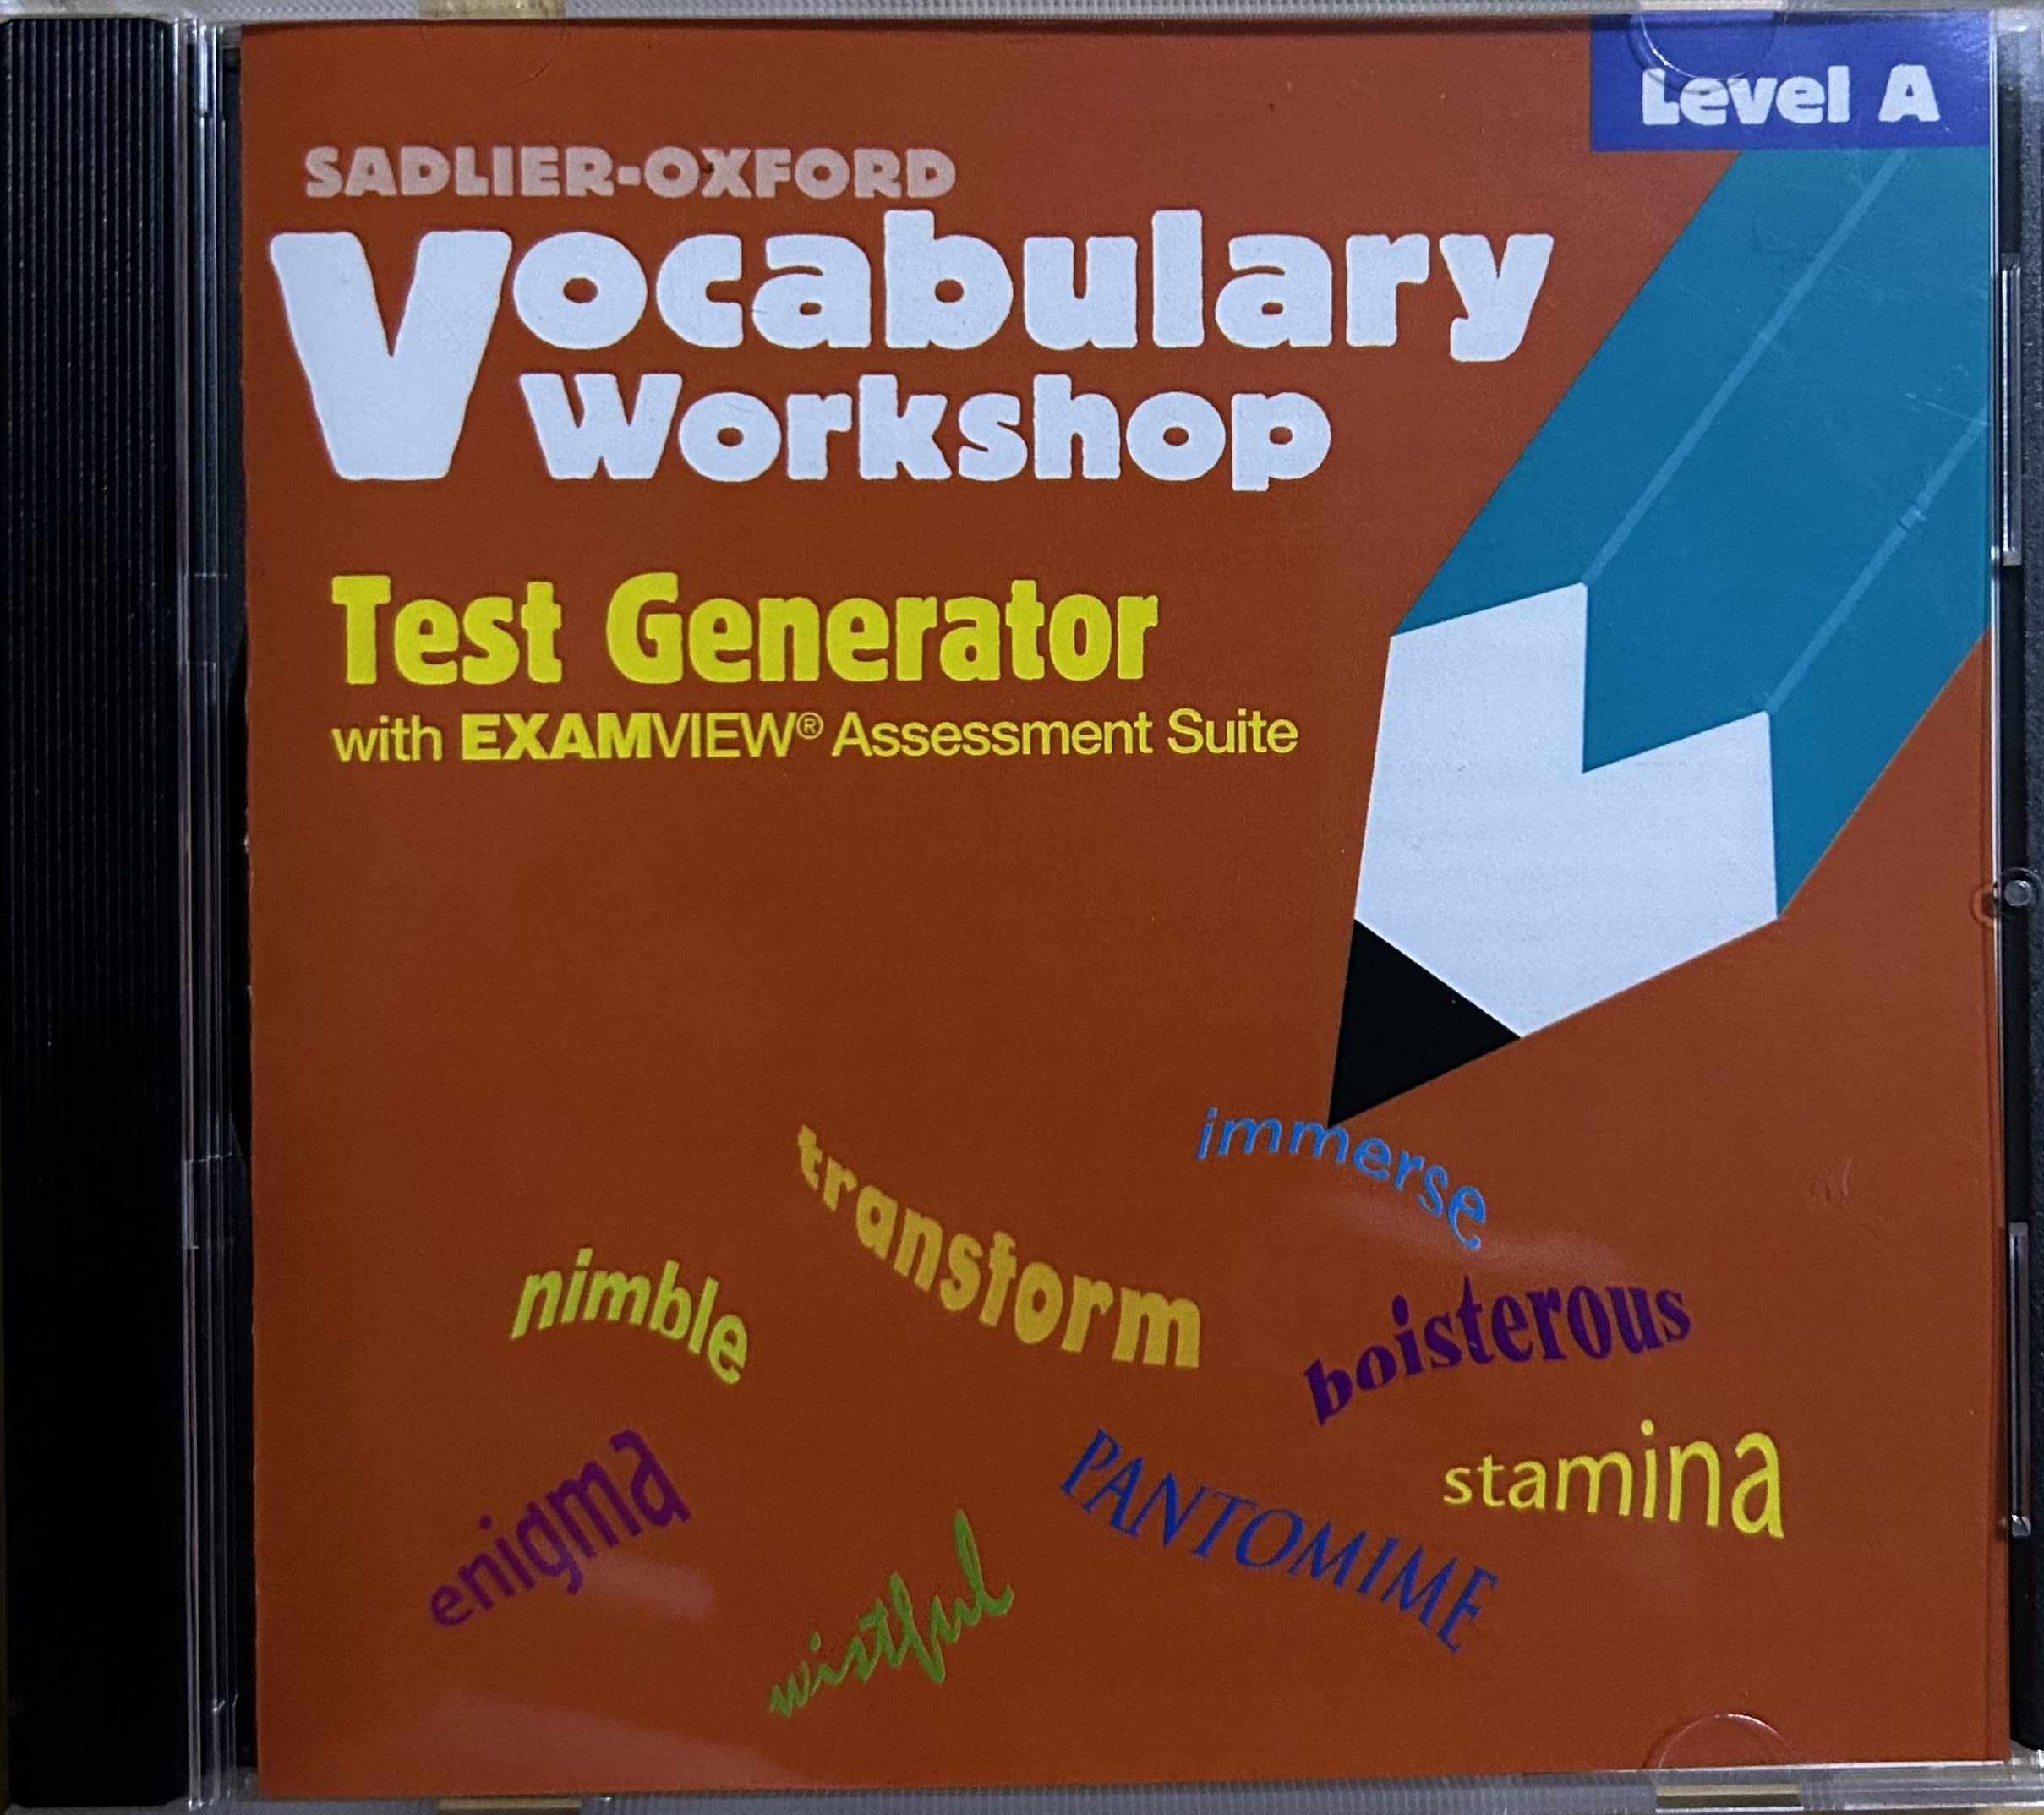 Level A
SADLIER-OXFORD
Vocabulary
Workshop
Test Generator
with EXAMVIEW® Assessment Suite
immerse
transform
nimble
boisterous
stamina
enigma
PANTOMIME
wistful